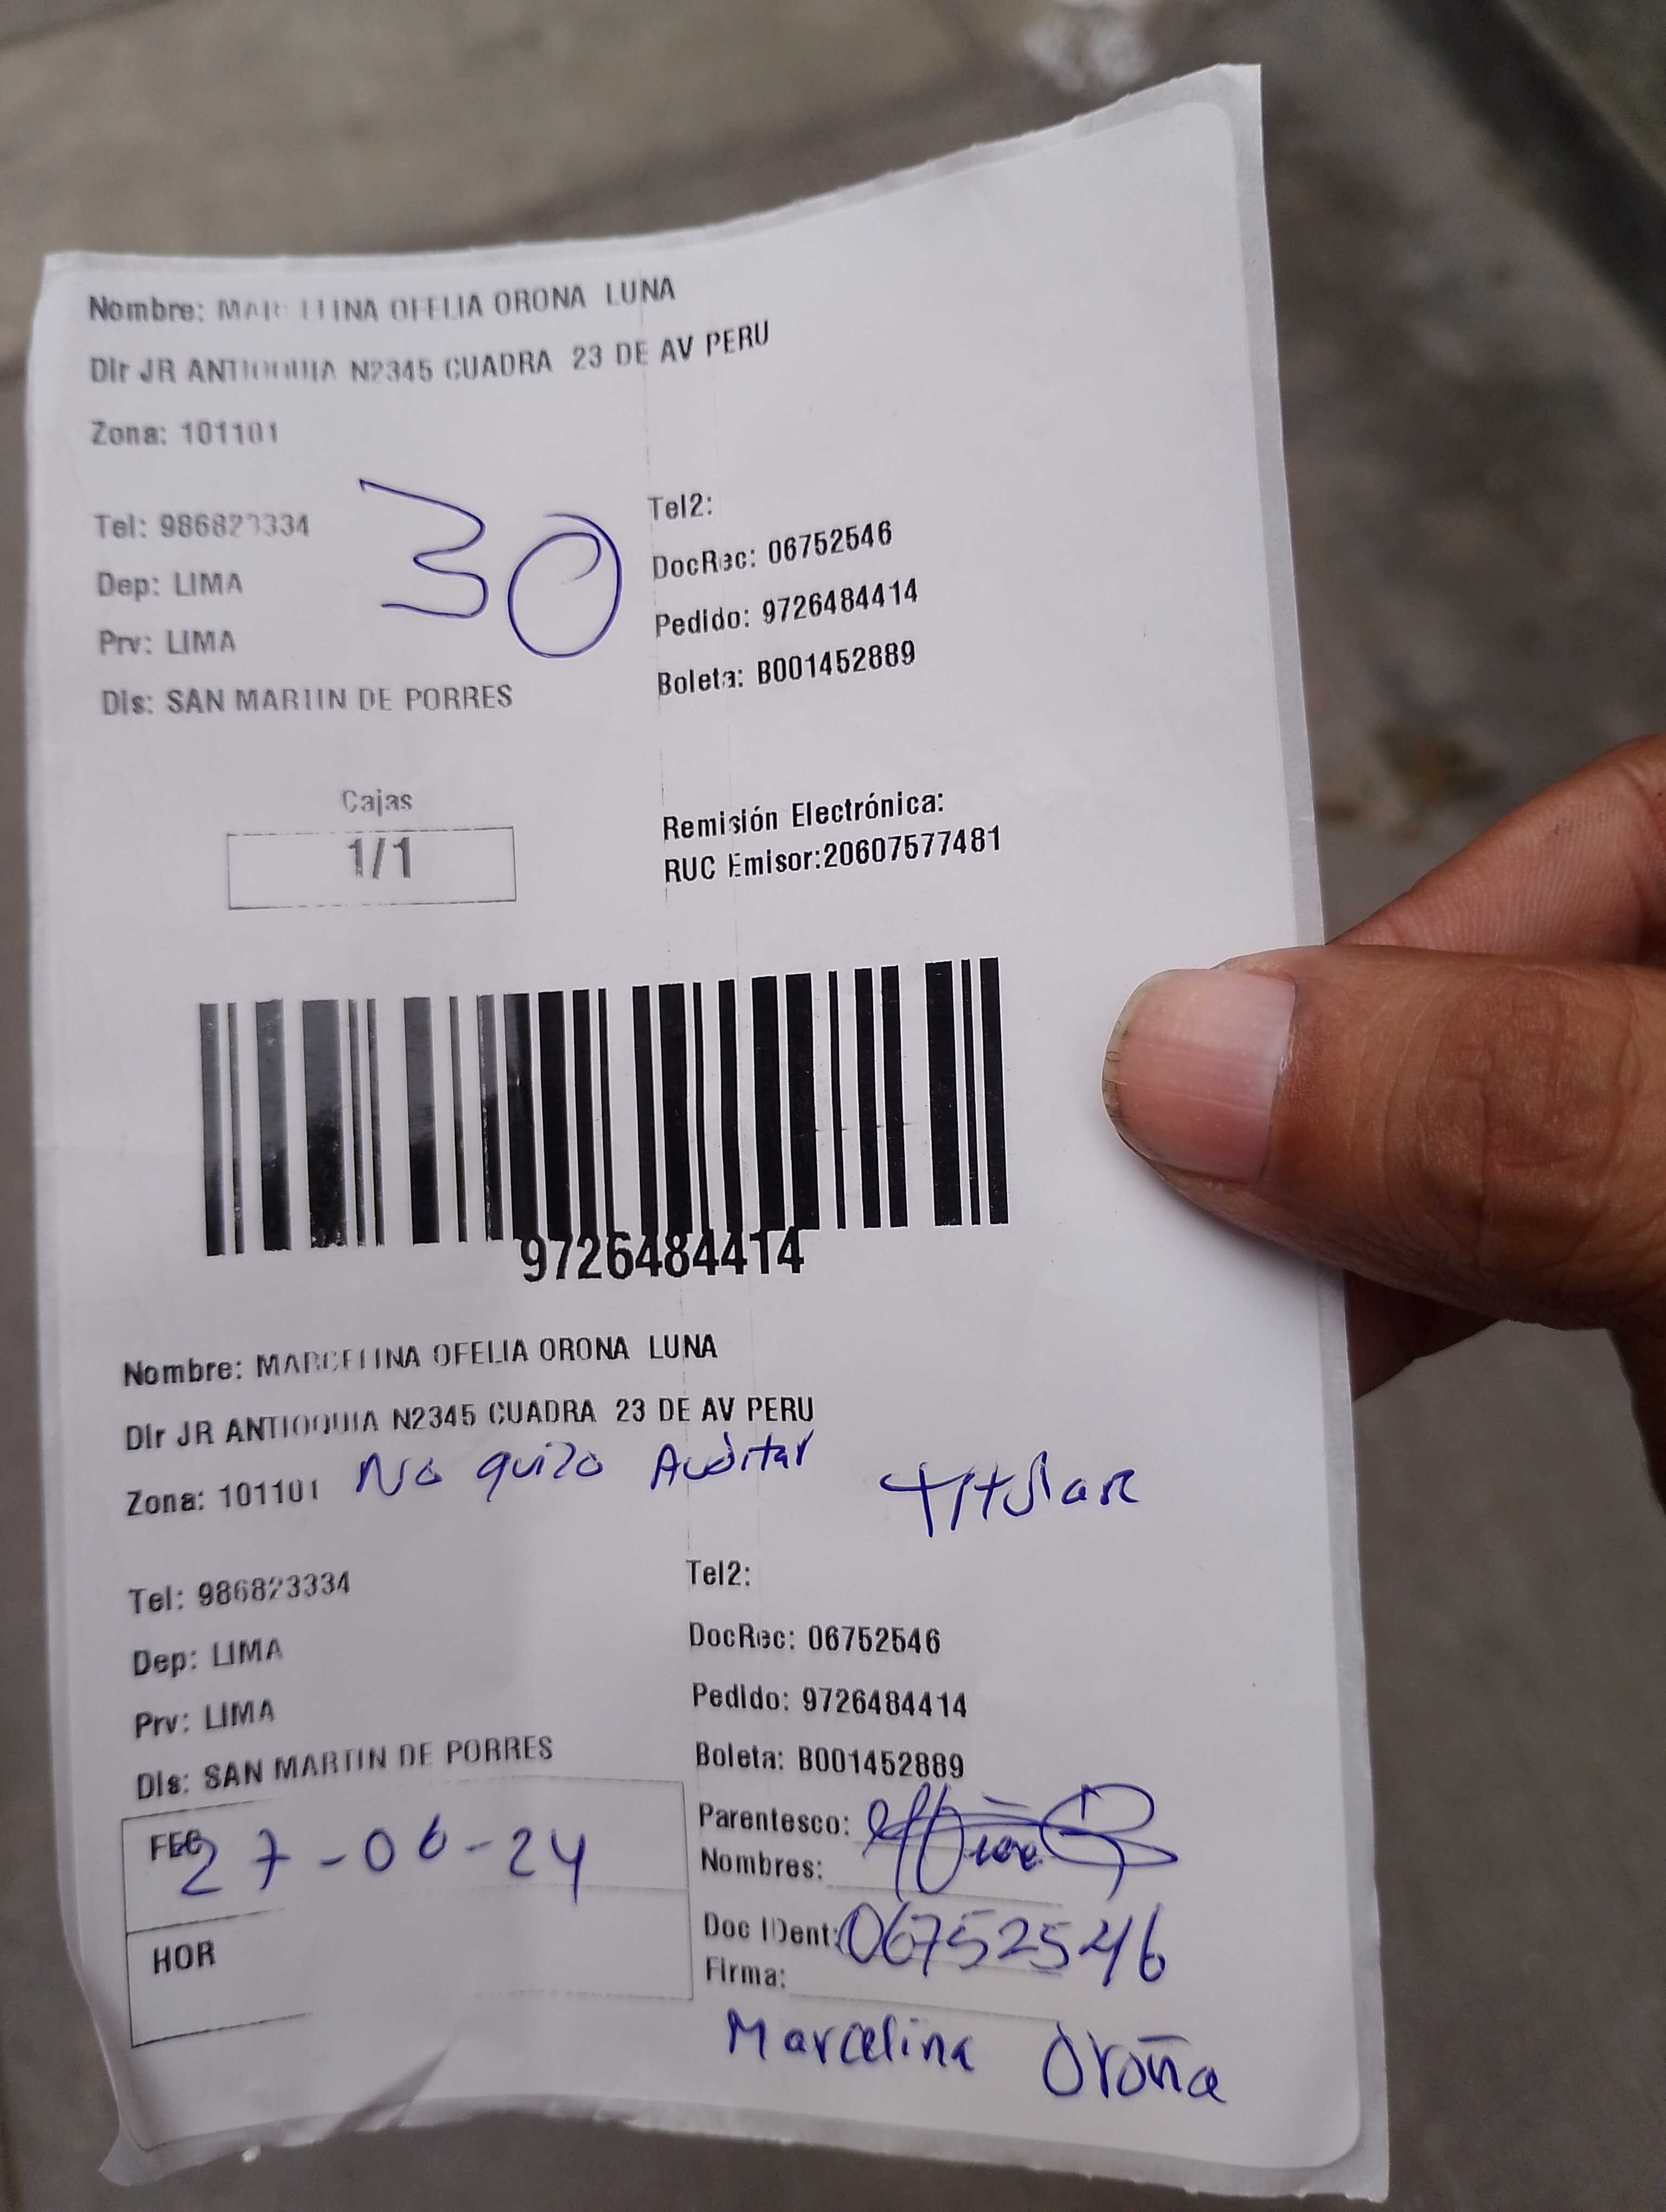 Nombre: MARCELINA OFELIA ORONA LUNA
Dir JR ANTIOQUIA N2345 CUADRA 23 DE AV PERU
Zona: 101101
30
Tel: 986823334
Tel2:
Dep: LIMA
DocRec: 06752546
Prv: LIMA
Pedido: 9726484414
Dis: SAN MARTIN DE PORRES
Boleta: B001452889
Cajas
1/1
Remisión Electrónica:
RUC Emisor:20607577481
9726484414
Nombre: MARCELINA OFELIA ORONA LUNA
Dir JR ANTIOQUIA N2345 CUADRA 23 DE AV PERU
Zona: 101101 No quizo Auditar titular
Tel: 986823334
Tel2:
Dep: LIMA
DocRec: 06752546
Prv: LIMA
Pedido: 9726484414
Dis: SAN MARTIN DE PORRES
Boleta: B001452889
FEC 27-06-24
Parentesco:
Nombres:
HOR
Doc IDent: 06752546
Firma:
Marcelina Oroña